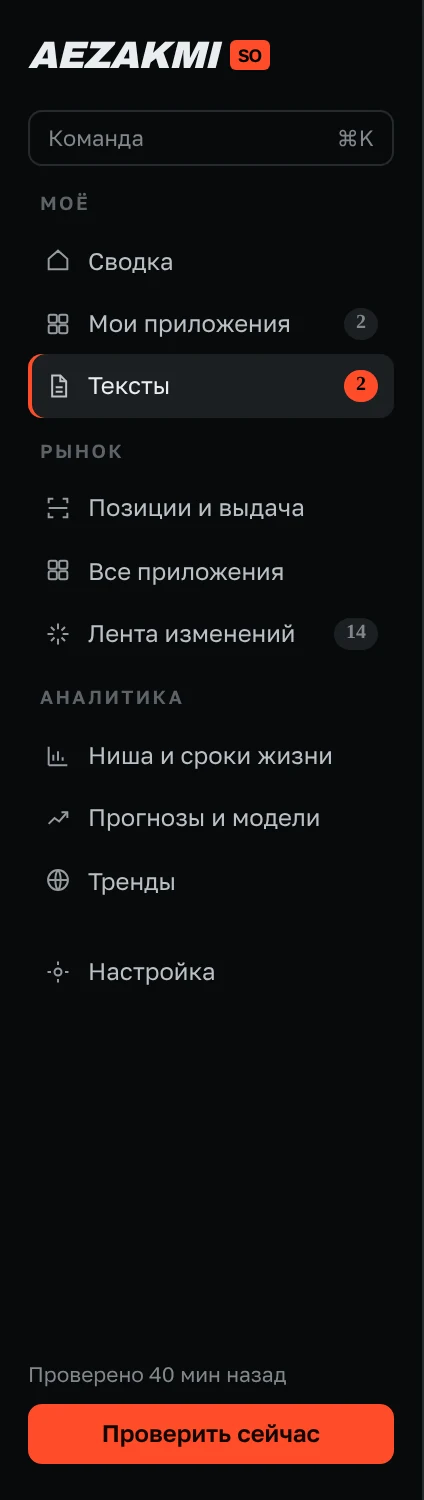 AEZAKMI SO
Команда ⌘K
МОЁ
Сводка
Мои приложения 2
Тексты 2
РЫНОК
Позиции и выдача
Все приложения
Лента изменений 14
АНАЛИТИКА
Ниша и сроки жизни
Прогнозы и модели
Тренды
Настройка
Проверено 40 мин назад
Проверить сейчас